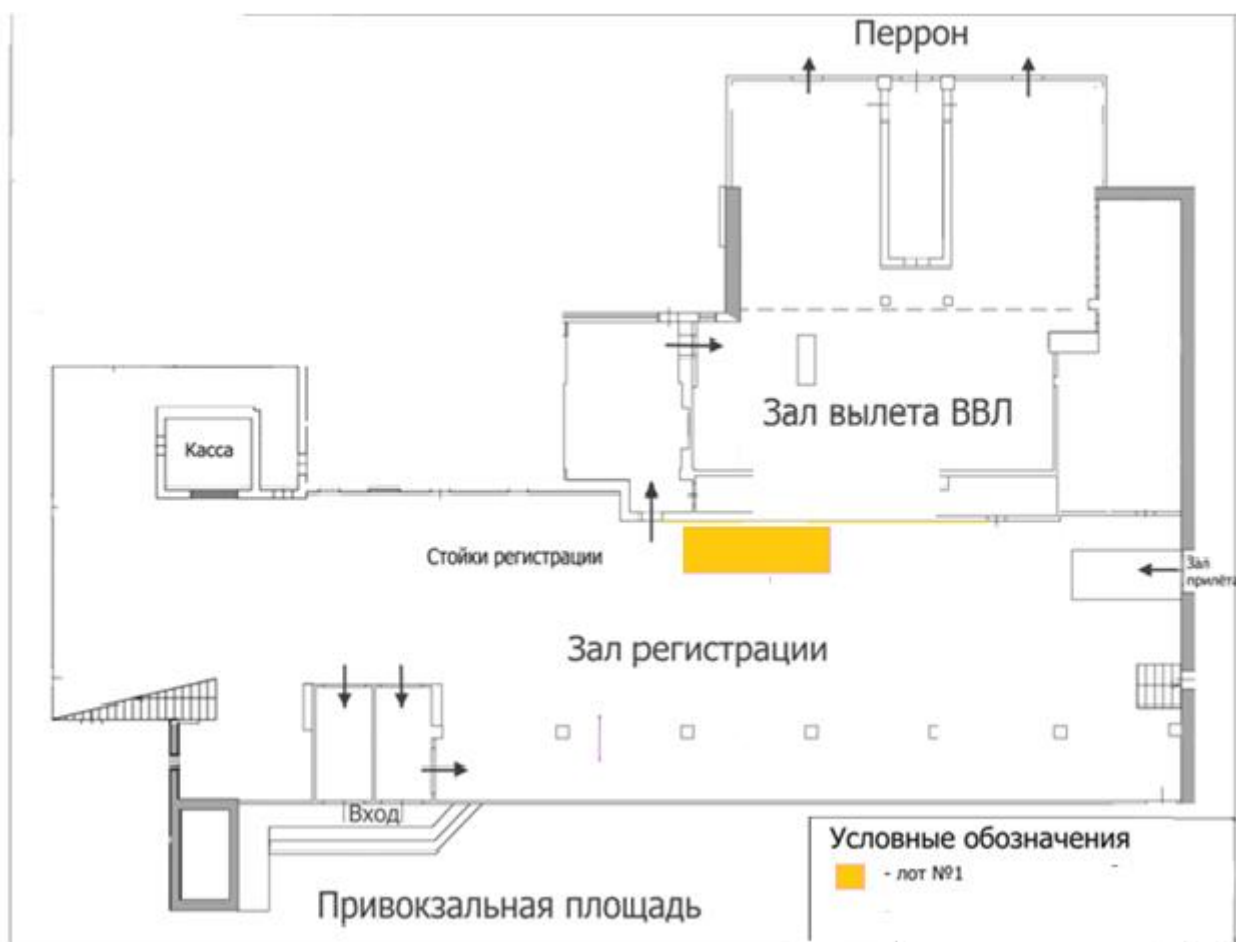 Перрон
Зал вылета ВВЛ
Касса
Стойки регистрации
Зал
прилёта
Зал регистрации
Вход
Условные обозначения
- лот №1
Привокзальная площадь